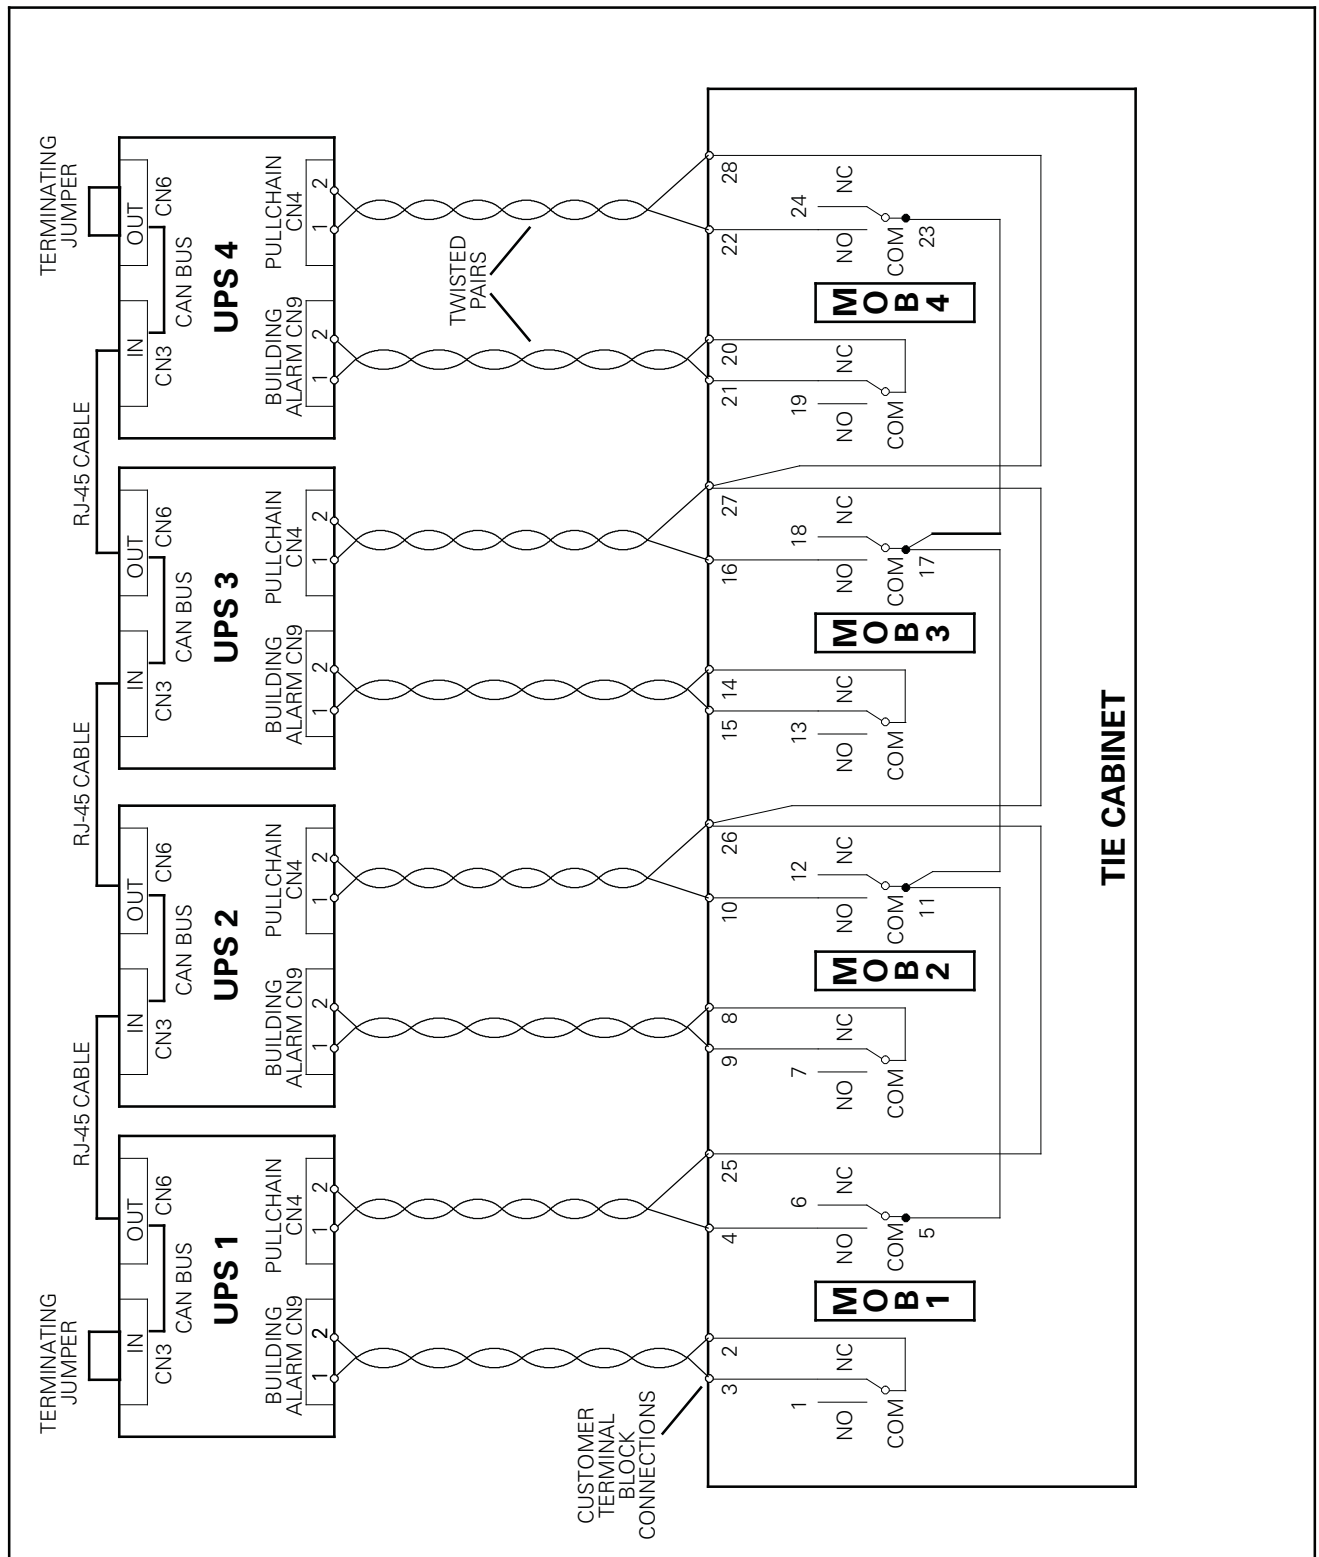 TERMINATING
JUMPER
RJ-45 CABLE
RJ-45 CABLE
RJ-45 CABLE
TERMINATING
JUMPER
IN
OUT
CN3
CN6
CAN BUS
UPS 1
BUILDING
ALARM CN9
1 2
PULLCHAIN
CN4
1 2
IN
OUT
CN3
CN6
CAN BUS
UPS 2
BUILDING
ALARM CN9
1 2
PULLCHAIN
CN4
1 2
IN
OUT
CN3
CN6
CAN BUS
UPS 3
BUILDING
ALARM CN9
1 2
PULLCHAIN
CN4
1 2
IN
OUT
CN3
CN6
CAN BUS
UPS 4
BUILDING
ALARM CN9
1 2
PULLCHAIN
CN4
1 2
TWISTED
PAIRS
CUSTOMER
TERMINAL
BLOCK
CONNECTIONS
3 2
1
NO NC
COM
MOB 1
4 25
6
NO NC
COM
5
9 8
7
NO NC
COM
MOB 2
10 26
12
NO NC
COM
11
15 14
13
NO NC
COM
MOB 3
16 27
18
NO NC
COM
17
21 20
19
NO NC
COM
MOB 4
22 28
24
NO NC
COM
23
TIE CABINET